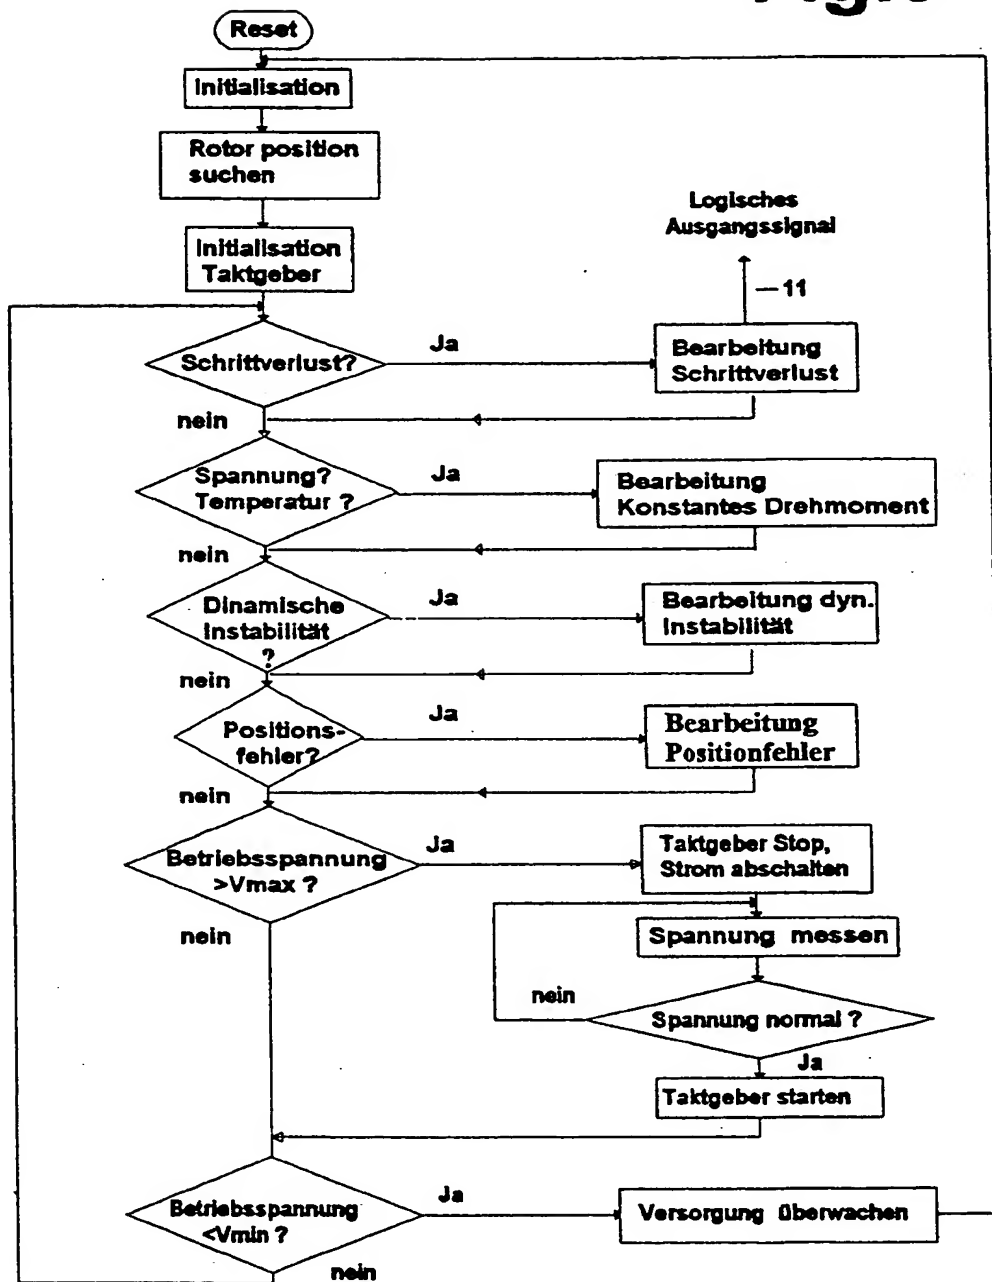 Reset
Initialisation
Rotor position
suchen
Initialisation
Taktgeber
Logisches
Ausgangssignal
11
Schrittverlust?
Ja
Bearbeitung
Schrittverlust
nein
Spannung?
Temperatur ?
Ja
Bearbeitung
Konstantes Drehmoment
nein
Dinamische
Instabilität
?
Ja
Bearbeitung dyn.
Instabilität
nein
Positions-
fehler?
Ja
Bearbeitung
Positionfehler
nein
Betriebsspannung
>Vmax ?
Ja
Taktgeber Stop,
Strom abschalten
nein
Spannung messen
nein
Spannung normal ?
Ja
Taktgeber starten
Betriebsspannung
<Vmin ?
Ja
Versorgung überwachen
nein